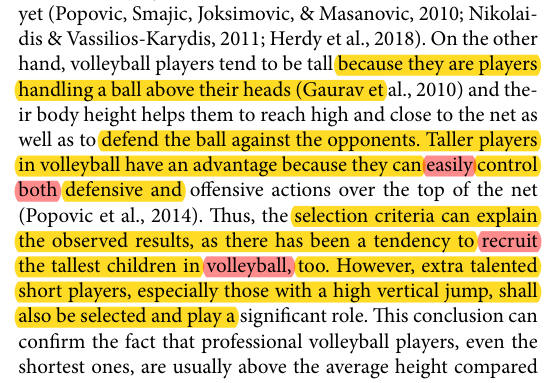 yet (Popovic, Smajic, Joksimovic, & Masanovic, 2010; Nikolai-
dis & Vassilios-Karydis, 2011; Herdy et al., 2018). On the other
hand, volleyball players tend to be tall because they are players
handling a ball above their heads (Gaurav et al., 2010) and the-
ir body height helps them to reach high and close to the net as
well as to defend the ball against the opponents. Taller players
in volleyball have an advantage because they can easily control
both defensive and offensive actions over the top of the net
(Popovic et al., 2014). Thus, the selection criteria can explain
the observed results, as there has been a tendency to recruit
the tallest children in volleyball, too. However, extra talented
short players, especially those with a high vertical jump, shall
also be selected and play a significant role. This conclusion can
confirm the fact that professional volleyball players, even the
shortest ones, are usually above the average height compared